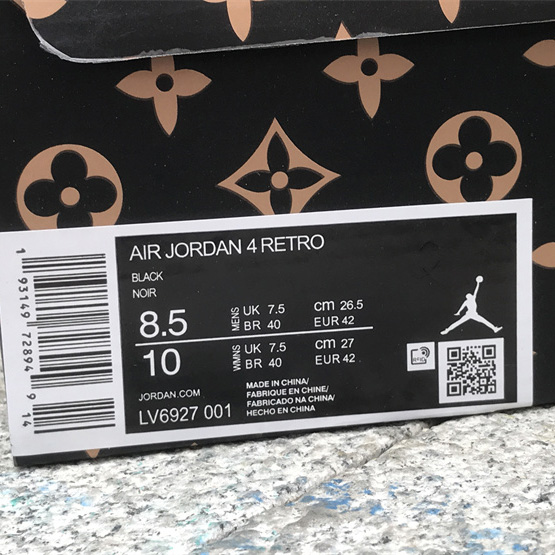 AIR JORDAN 4 RETRO
BLACK
NOIR
8.5 MENS UK 7.5 cm 26.5
BR 40 EUR 42
10 WMNS UK 7.5 cm 27
BR 40 EUR 42
JORDAN.COM
LV6927 001
MADE IN CHINA/
FABRIQUE EN CHINE/
FABRICADO NA CHINA/
HECHO EN CHINA
1 93149 72894 9 14